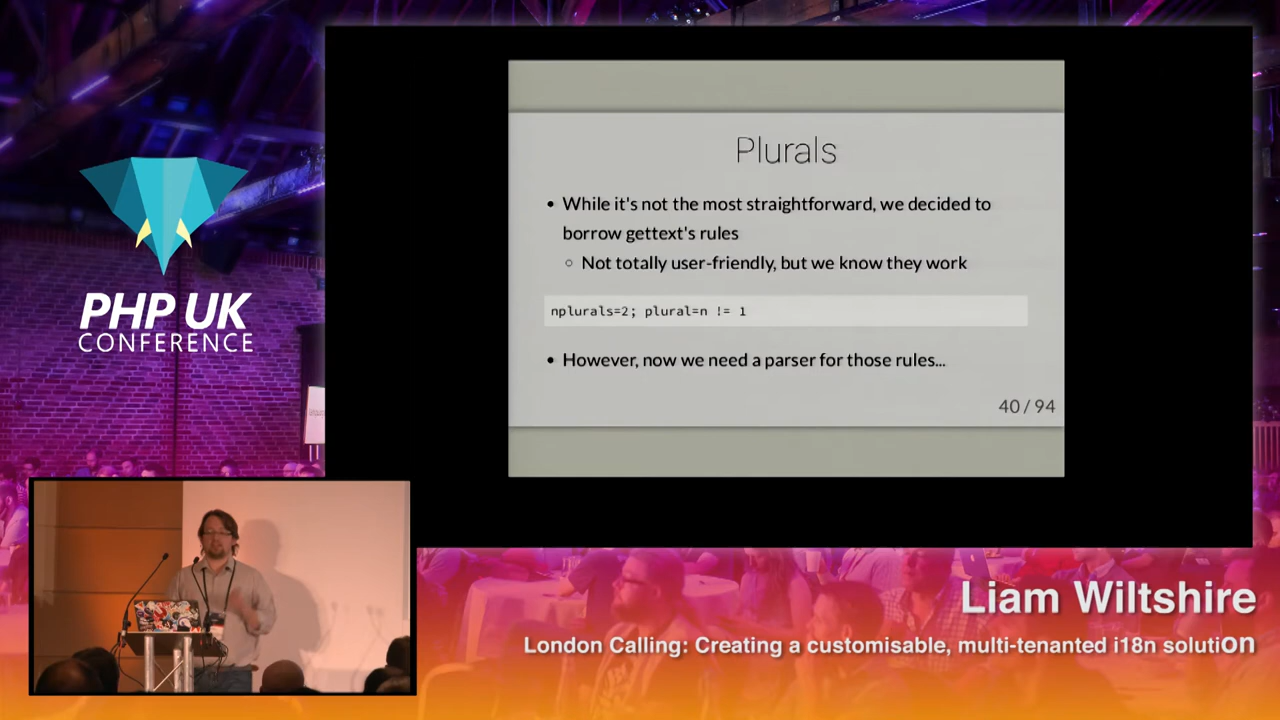 PHP UK
CONFERENCE
Plurals
• While it's not the most straightforward, we decided to
borrow gettext's rules
○ Not totally user-friendly, but we know they work
nplurals=2; plural=n != 1
• However, now we need a parser for those rules...
40 / 94
Liam Wiltshire
London Calling: Creating a customisable, multi-tenanted i18n solution